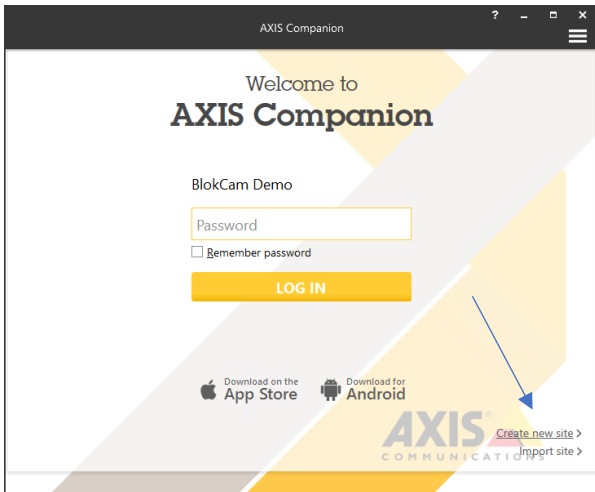 AXIS Companion
?
Welcome to
AXIS Companion
BlokCam Demo
Password
Remember password
LOG IN
Download on the
App Store
Download for
Android
AXIS
COMMUNICATIONS
Create new site >
Import site >